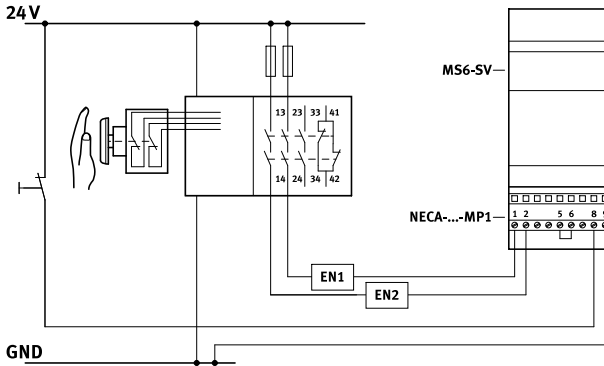 24 V
MS6-SV
13 23 33 41
14 24 34 42
NECA-...-MP1
1 2 5 6 8
EN1
EN2
GND